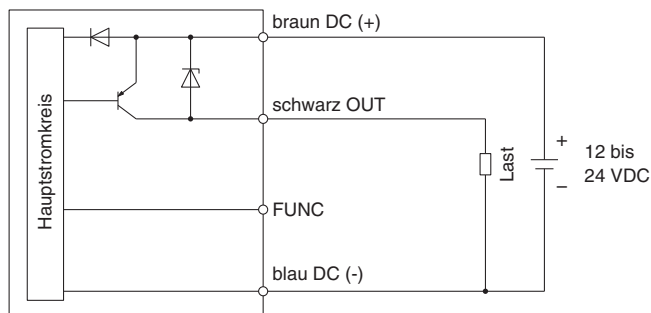 braun DC (+)
schwarz OUT
Hauptstromkreis
FUNC
blau DC (-)
Last
+
−
12 bis
24 VDC